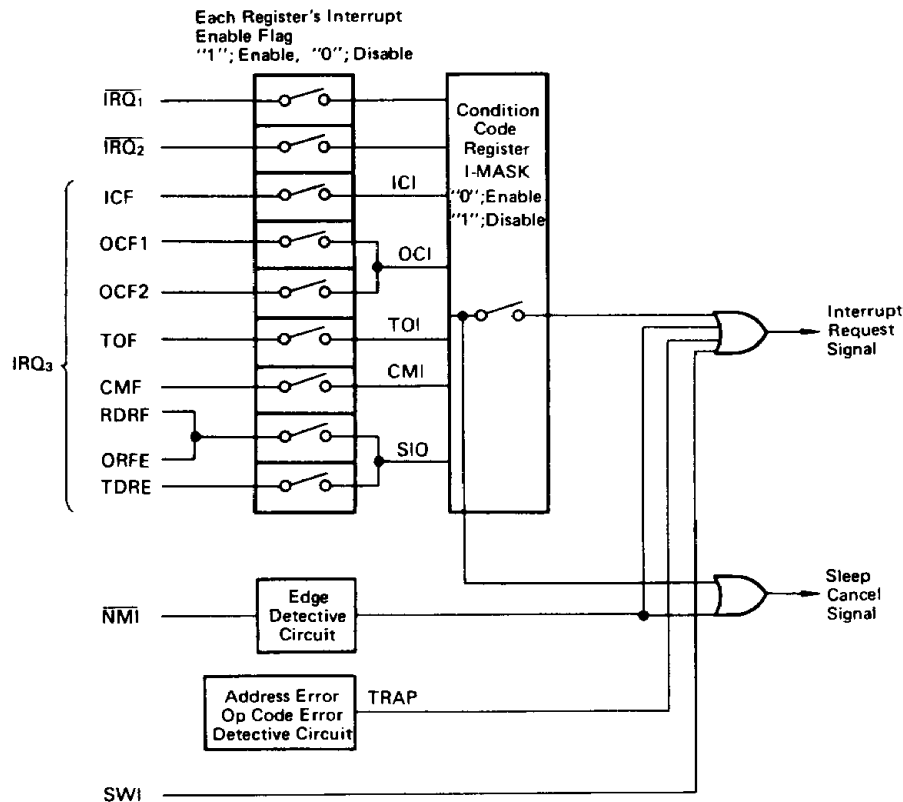 Each Register's Interrupt
Enable Flag
"1"; Enable, "0"; Disable
IRQ₁
IRQ₂
ICF
ICI
OCF1
OCI
OCF2
TOF
TOI
CMF
CMI
RDRF
ORFE
SIO
TDRE
IRQ₃
Condition
Code
Register
I-MASK
"0";Enable
"1";Disable
Interrupt
Request
Signal
Sleep
Cancel
Signal
NMI
Edge
Detective
Circuit
Address Error
Op Code Error
Detective Circuit
TRAP
SWI